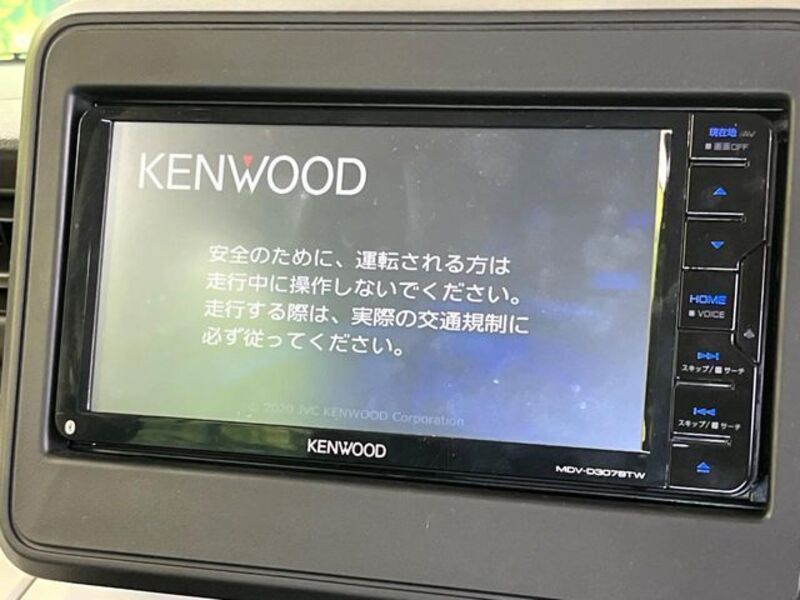 KENWOOD
安全のために、運転される方は
走行中に操作しないでください。
走行する際は、実際の交通規制に
必ず従ってください。
© 2020 JVC KENWOOD Corporation
KENWOOD
MDV-D307BTW
現在地 /AV
画面OFF
HOME
VOICE
スキップ/ サーチ
スキップ/ サーチ